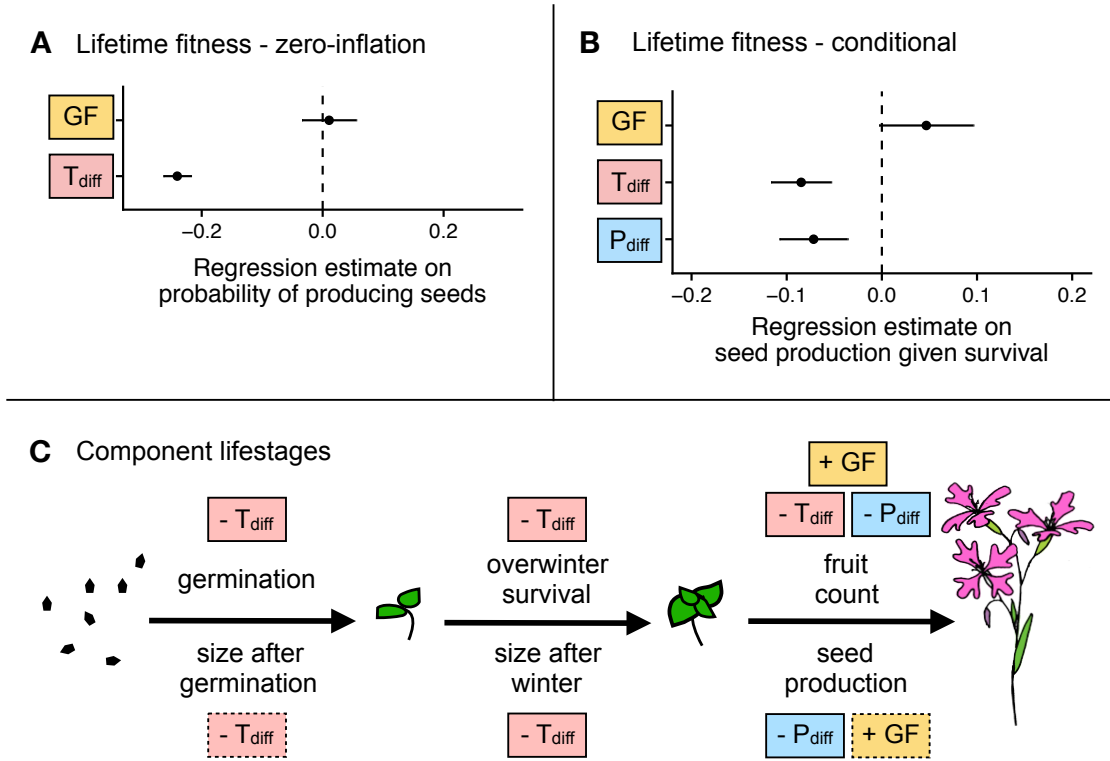 A Lifetime fitness - zero-inflation
GF
Tdiff
−0.2 0.0 0.2
Regression estimate on
probability of producing seeds
B Lifetime fitness - conditional
GF
Tdiff
Pdiff
−0.2 −0.1 0.0 0.1 0.2
Regression estimate on
seed production given survival
C Component lifestages
- Tdiff
germination
size after
germination
- Tdiff
- Tdiff
overwinter
survival
size after
winter
- Tdiff
+ GF
- Tdiff - Pdiff
fruit
count
seed
production
- Pdiff + GF